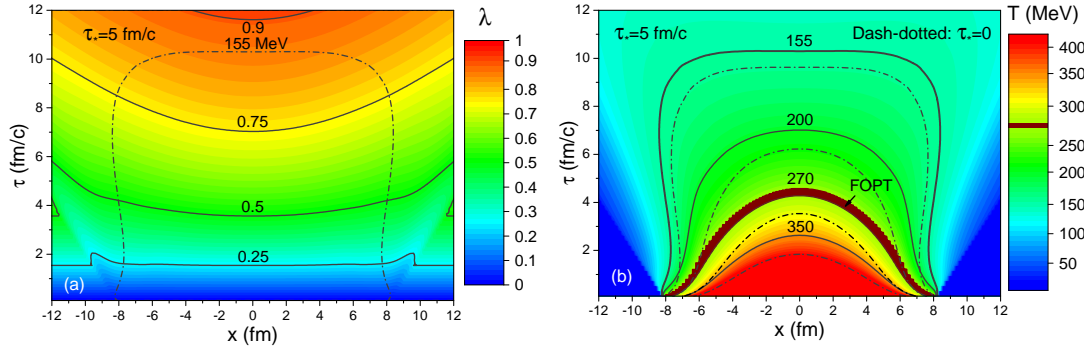 τ*=5 fm/c
0.9
155 MeV
0.75
0.5
0.25
(a)
12
10
8
6
4
2
τ (fm/c)
-12 -10 -8 -6 -4 -2 0 2 4 6 8 10 12
x (fm)
λ
1
0.9
0.8
0.7
0.6
0.5
0.4
0.3
0.2
0.1
0
τ*=5 fm/c
Dash-dotted: τ*=0
155
200
270
FOPT
350
(b)
12
10
8
6
4
2
τ (fm/c)
-12 -10 -8 -6 -4 -2 0 2 4 6 8 10 12
x (fm)
T (MeV)
400
350
300
250
200
150
100
50